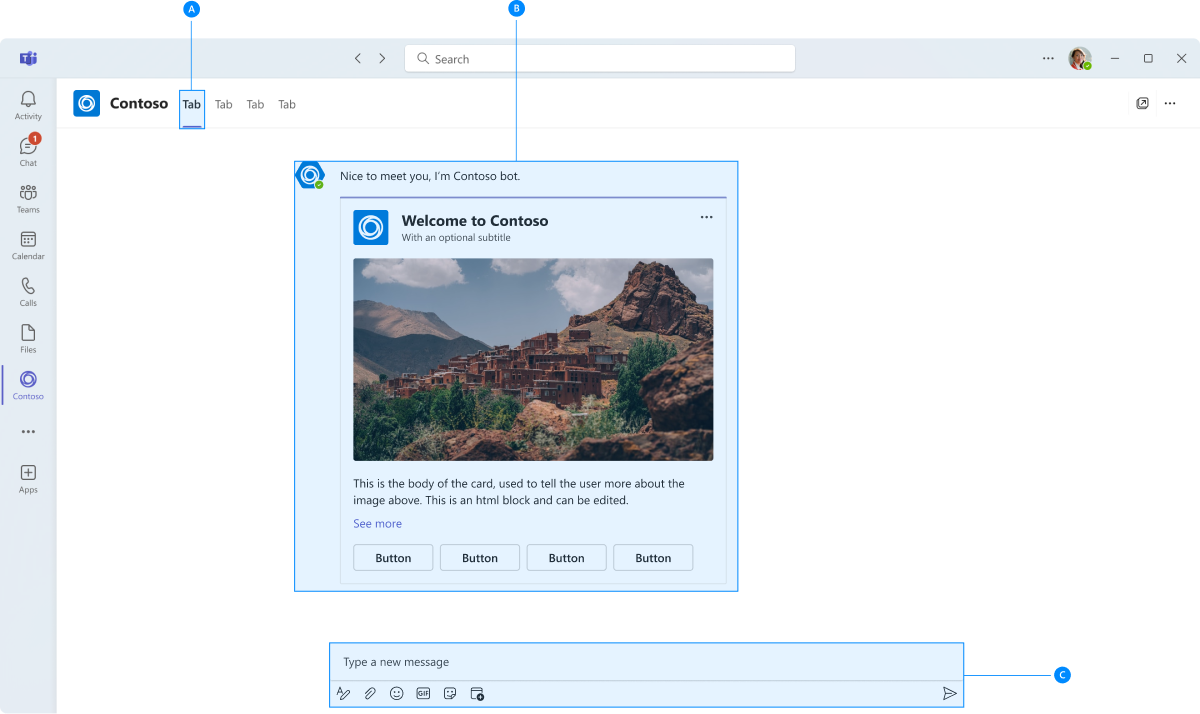 A
B
Search
Contoso
Tab
Tab
Tab
Tab
Activity
1
Chat
Teams
Calendar
Calls
Files
Contoso
Apps
Nice to meet you, I'm Contoso bot.
Welcome to Contoso
With an optional subtitle
This is the body of the card, used to tell the user more about the
image above. This is an html block and can be edited.
See more
Button
Button
Button
Button
Type a new message
GIF
C